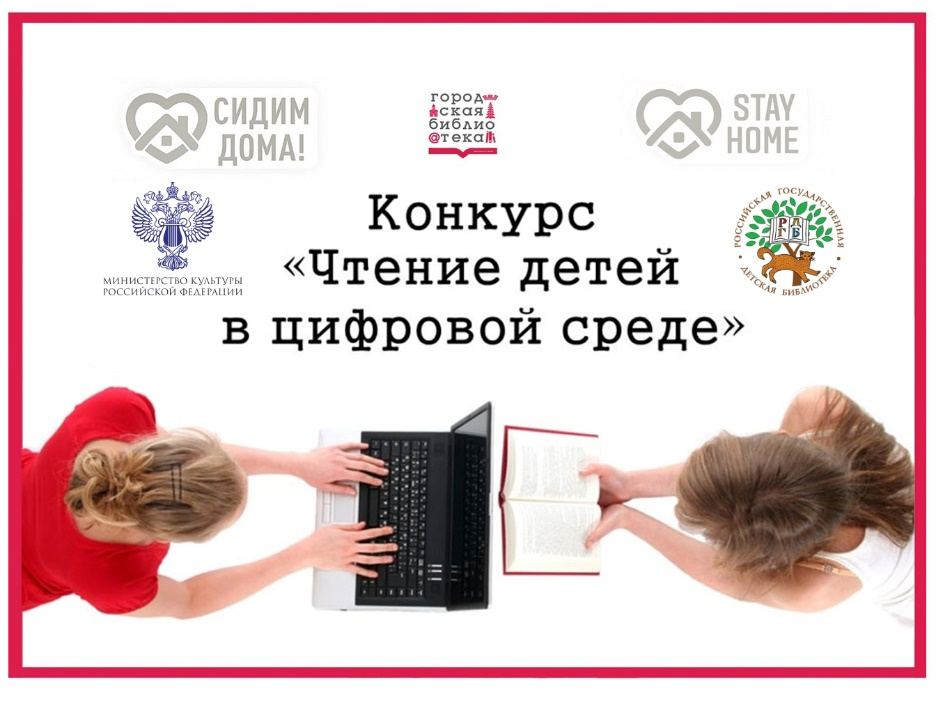 СИДИМ
ДОМА!
ГОРОД
СКАЯ
БИБЛИО
@ТЕКА
STAY
HOME
МИНИСТЕРСТВО КУЛЬТУРЫ
РОССИЙСКОЙ ФЕДЕРАЦИИ
Конкурс
«Чтение детей
в цифровой среде»
РОССИЙСКАЯ ГОСУДАРСТВЕННАЯ
ДЕТСКАЯ БИБЛИОТЕКА
РГДБ